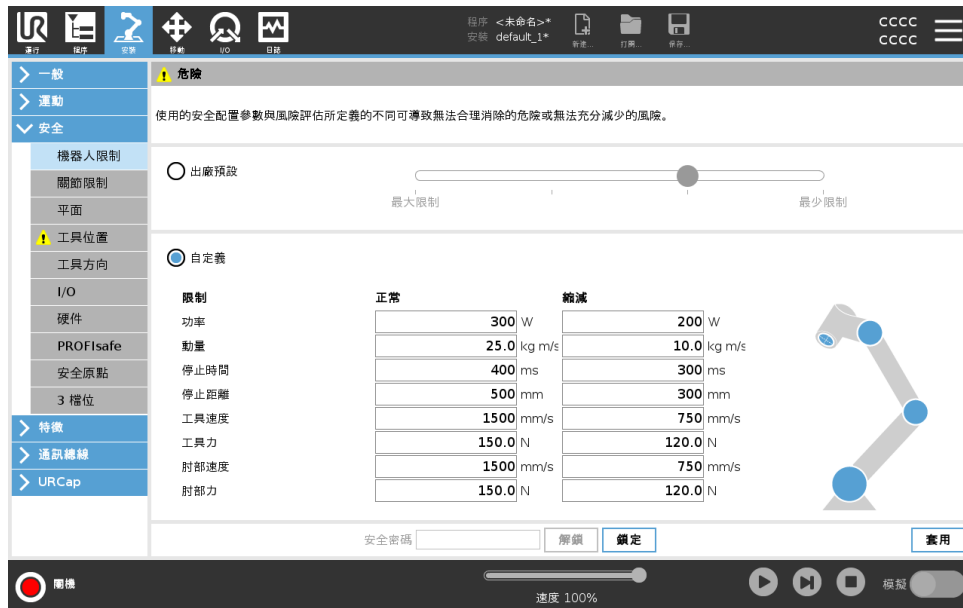 UR
運行
程序
安裝
移動
I/O
日誌
程序 <未命名>*
安裝 default_1*
新建...
打開...
保存...
CCCC
CCCC
一般
運動
安全
機器人限制
關節限制
平面
工具位置
工具方向
I/O
硬件
PROFIsafe
安全原點
3 檔位
特徵
通訊總線
URCap
危險
使用的安全配置參數與風險評估所定義的不同可導致無法合理消除的危險或無法充分減少的風險。
出廠預設
最大限制 最少限制
自定義
限制 正常 縮減
功率 300 W 200 W
動量 25.0 kg m/s 10.0 kg m/s
停止時間 400 ms 300 ms
停止距離 500 mm 300 mm
工具速度 1500 mm/s 750 mm/s
工具力 150.0 N 120.0 N
肘部速度 1500 mm/s 750 mm/s
肘部力 150.0 N 120.0 N
安全密碼 解鎖 鎖定 套用
關機
速度 100%
模擬